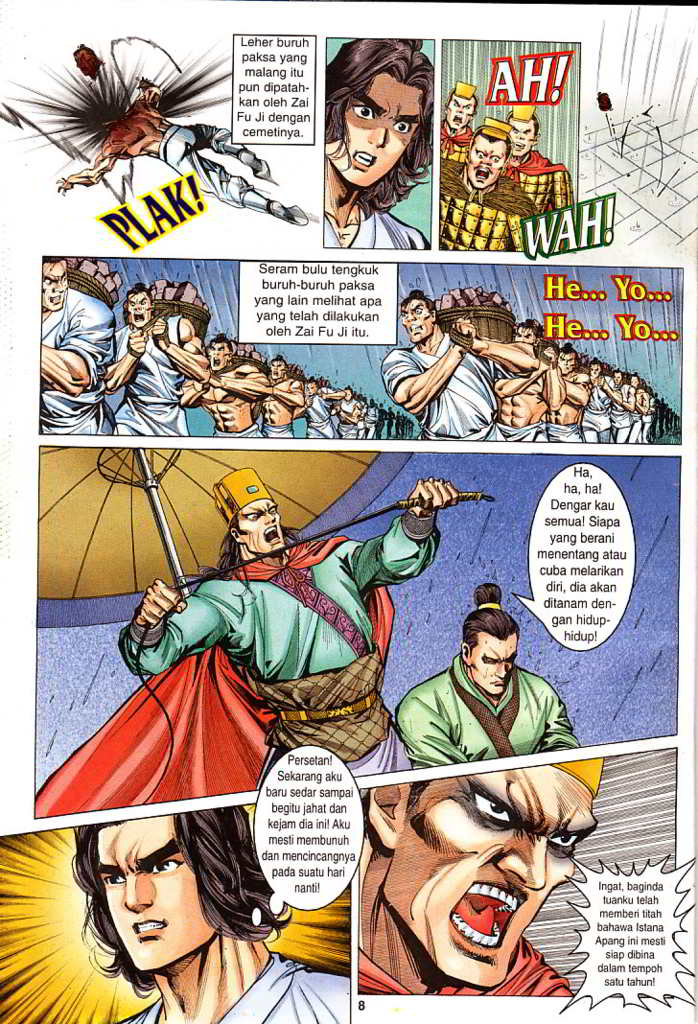 Leher buruh
paksa yang
malang itu
pun dipatah-
kan oleh Zai
Fu Ji dengan
cemetinya.
AH!
WAH!
PLAK!
Seram bulu tengkuk
buruh-buruh paksa
yang lain melihat apa
yang telah dilakukan
oleh Zai Fu Ji itu.
He... Yo...
He... Yo...
Ha,
ha, ha!
Dengar kau
semua! Siapa
yang berani
menentang atau
cuba melarikan
diri, dia akan
ditanam den-
gan hidup-
hidup!
Persetan!
Sekarang aku
baru sedar sampai
begitu jahat dan
kejam dia ini! Aku
mesti membunuh
dan mencincangnya
pada suatu hari
nanti!
Ingat, baginda
tuanku telah
memberi titah
bahawa Istana
Apang ini mesti
siap dibina
dalam tempoh
satu tahun!
8